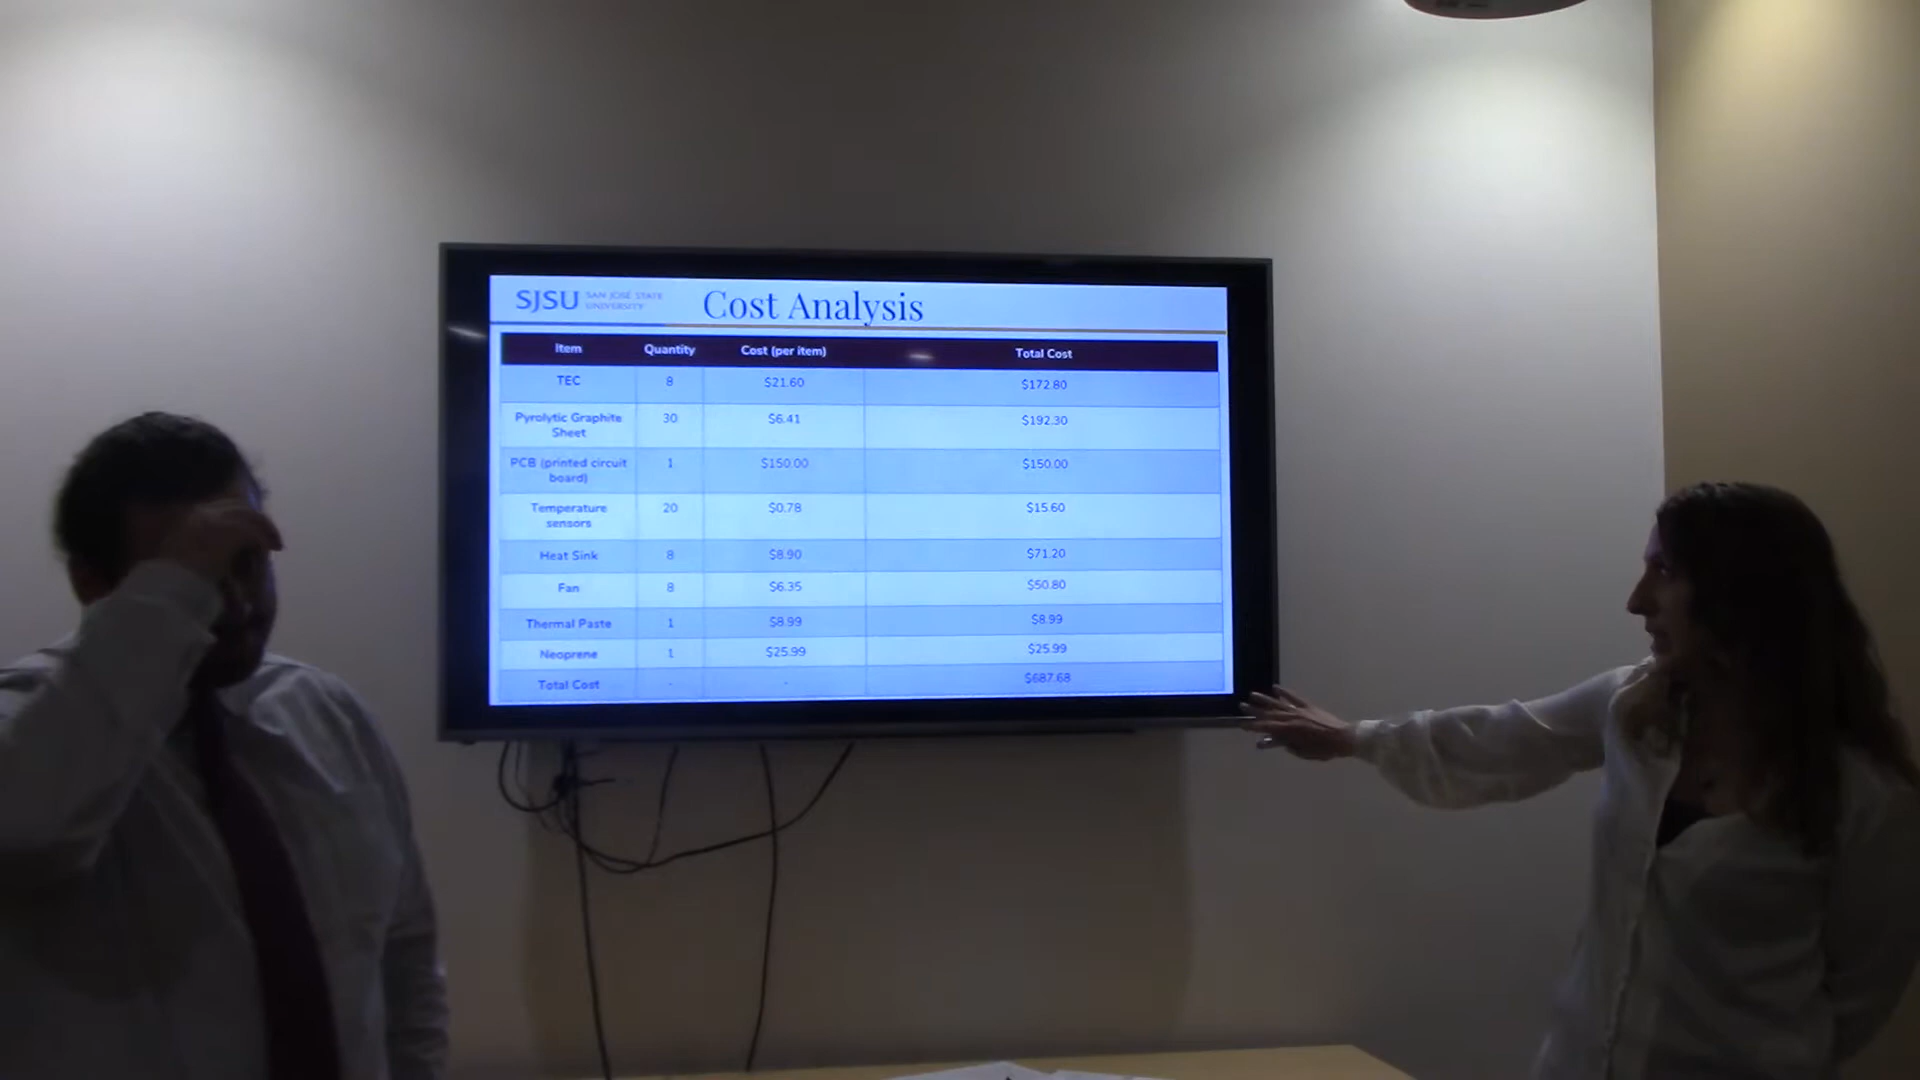 SJSU SAN JOSÉ STATE UNIVERSITY
Cost Analysis
Item Quantity Cost (per item) Total Cost
TEC 8 $21.60 $172.80
Pyrolytic Graphite Sheet 30 $6.41 $192.30
PCB (printed circuit board) 1 $150.00 $150.00
Temperature sensors 20 $0.78 $15.60
Heat Sink 8 $8.90 $71.20
Fan 8 $6.35 $50.80
Thermal Paste 1 $8.99 $8.99
Neoprene 1 $25.99 $25.99
Total Cost - - $687.68